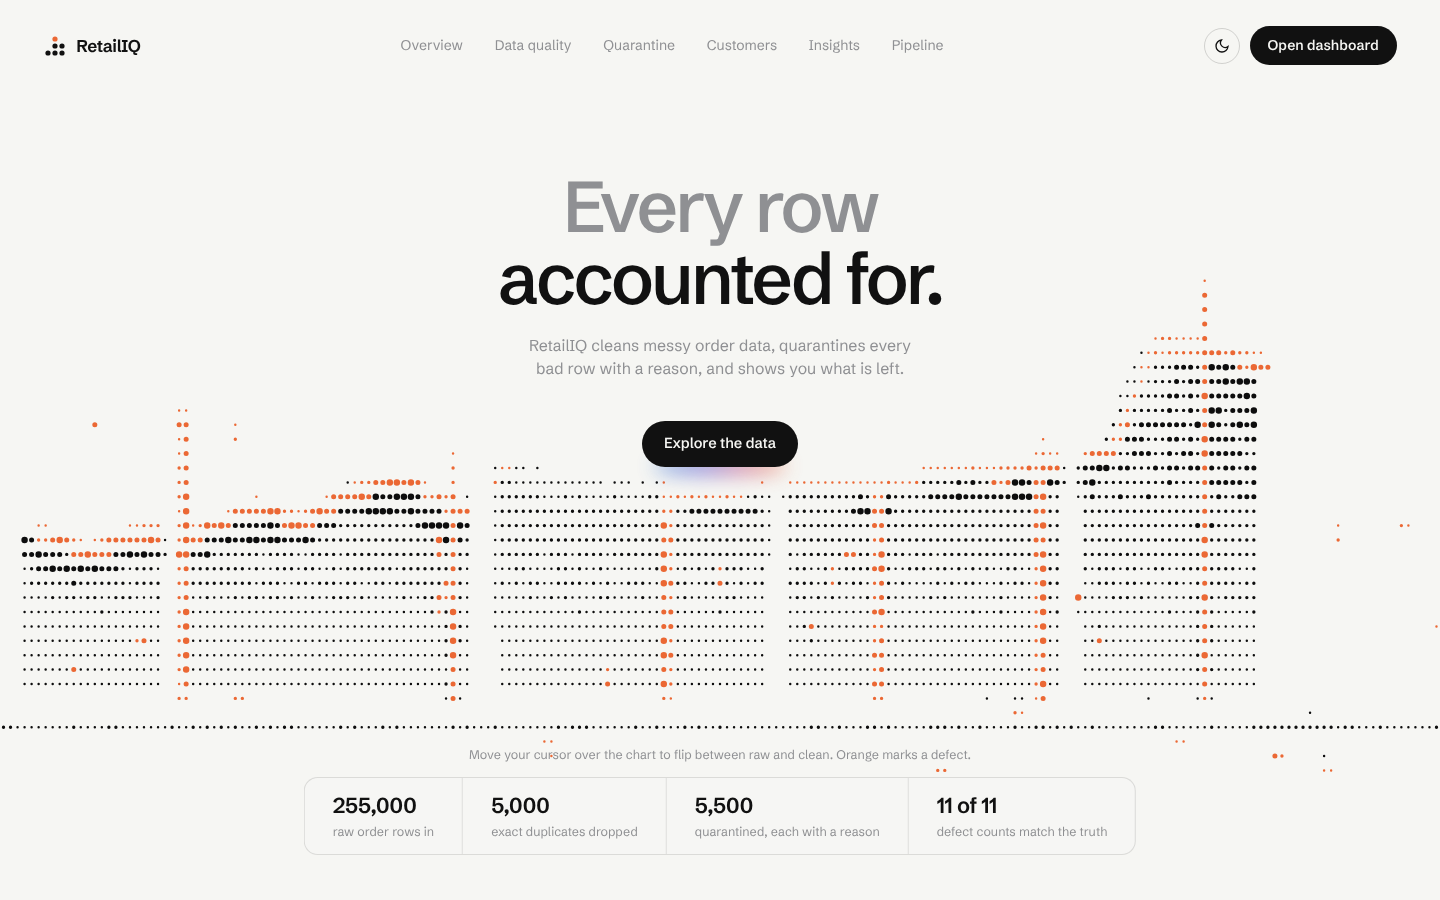 RetailIQ
Overview
Data quality
Quarantine
Customers
Insights
Pipeline
Open dashboard
Every row
accounted for.
RetailIQ cleans messy order data, quarantines every
bad row with a reason, and shows you what is left.
Explore the data
Move your cursor over the chart to flip between raw and clean. Orange marks a defect.
255,000
raw order rows in
5,000
exact duplicates dropped
5,500
quarantined, each with a reason
11 of 11
defect counts match the truth